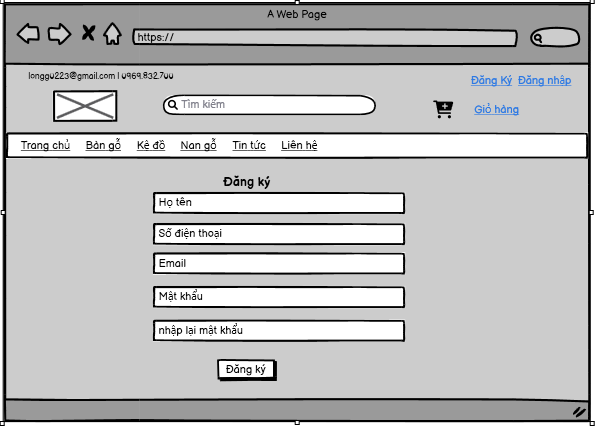 A Web Page
https://
longgu223@gmail.com | 0969.832.700
Đăng Ký Đăng nhập
Tìm kiếm
Giỏ hàng
Trang chủ Bàn gỗ Kệ đồ Nan gỗ Tin tức Liên hệ
Đăng ký
Họ tên
Số điện thoại
Email
Mật khẩu
nhập lại mật khẩu
Đăng ký